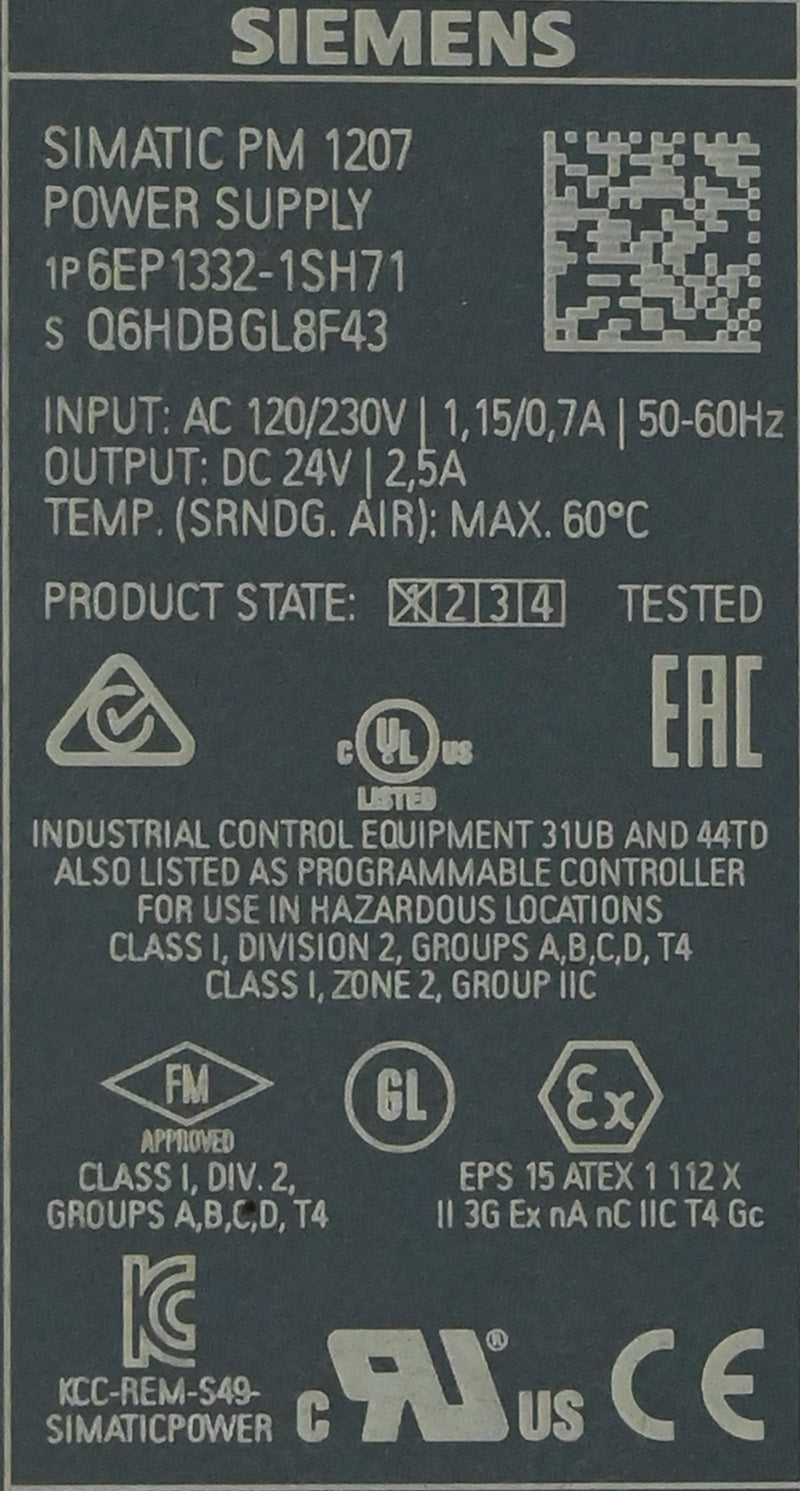 SIEMENS
SIMATIC PM 1207
POWER SUPPLY
1P 6EP1332-1SH71
S Q6HDBGL8F43
INPUT: AC 120/230V | 1,15/0,7A | 50-60Hz
OUTPUT: DC 24V | 2,5A
TEMP. (SRNDG. AIR): MAX. 60°C
PRODUCT STATE: X 2 3 4 TESTED
EAC
C UL US
LISTED
INDUSTRIAL CONTROL EQUIPMENT 31UB AND 44TD
ALSO LISTED AS PROGRAMMABLE CONTROLLER
FOR USE IN HAZARDOUS LOCATIONS
CLASS I, DIVISION 2, GROUPS A,B,C,D, T4
CLASS I, ZONE 2, GROUP IIC
FM
APPROVED
CLASS I, DIV. 2,
GROUPS A,B,C,D, T4
GL
Ex
EPS 15 ATEX 1 112 X
II 3G Ex nA nC IIC T4 Gc
KC
KCC-REM-S49-
SIMATICPOWER
C RU® US
CE